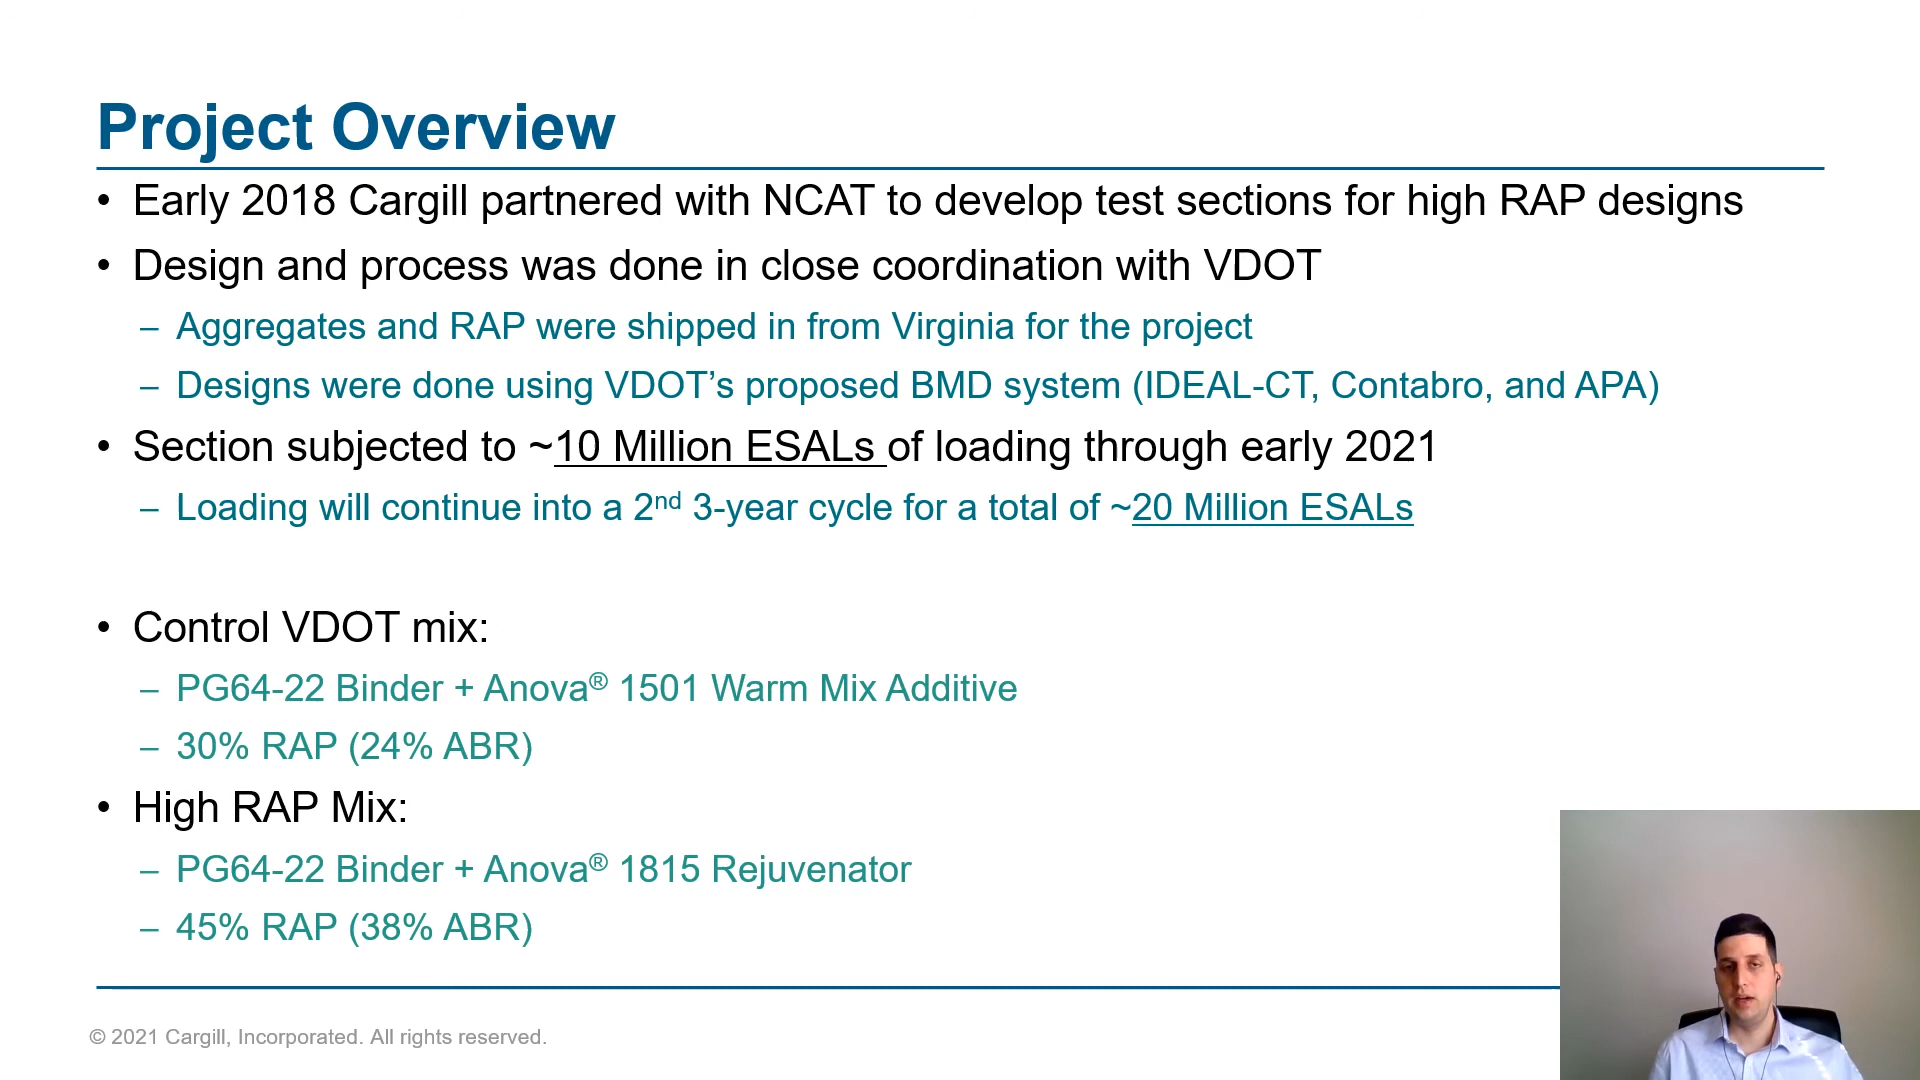 Project Overview
• Early 2018 Cargill partnered with NCAT to develop test sections for high RAP designs
• Design and process was done in close coordination with VDOT
– Aggregates and RAP were shipped in from Virginia for the project
– Designs were done using VDOT’s proposed BMD system (IDEAL-CT, Contabro, and APA)
• Section subjected to ~10 Million ESALs of loading through early 2021
– Loading will continue into a 2nd 3-year cycle for a total of ~20 Million ESALs
• Control VDOT mix:
– PG64-22 Binder + Anova® 1501 Warm Mix Additive
– 30% RAP (24% ABR)
• High RAP Mix:
– PG64-22 Binder + Anova® 1815 Rejuvenator
– 45% RAP (38% ABR)
© 2021 Cargill, Incorporated. All rights reserved.